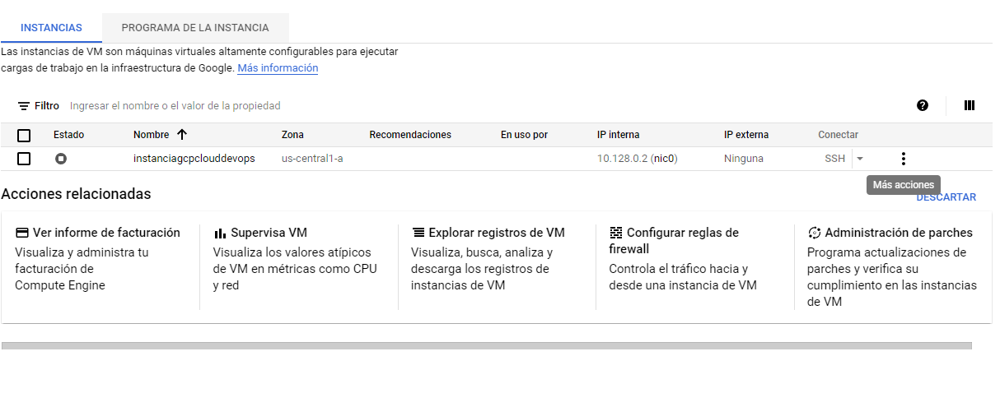 INSTANCIAS PROGRAMA DE LA INSTANCIA
Las instancias de VM son máquinas virtuales altamente configurables para ejecutar
cargas de trabajo en la infraestructura de Google. Más información
Filtro Ingresar el nombre o el valor de la propiedad
Estado Nombre Zona Recomendaciones En uso por IP interna IP externa Conectar
instanciagcpclouddevops us-central1-a 10.128.0.2 (nic0) Ninguna SSH
Más acciones
Acciones relacionadas
DESCARTAR
Ver informe de facturación
Visualiza y administra tu
facturación de
Compute Engine
Supervisa VM
Visualiza los valores atípicos
de VM en métricas como CPU
y red
Explorar registros de VM
Visualiza, busca, analiza y
descarga los registros de
instancias de VM
Configurar reglas de
firewall
Controla el tráfico hacia y
desde una instancia de VM
Administración de parches
Programa actualizaciones de
parches y verifica su
cumplimiento en las instancias
de VM